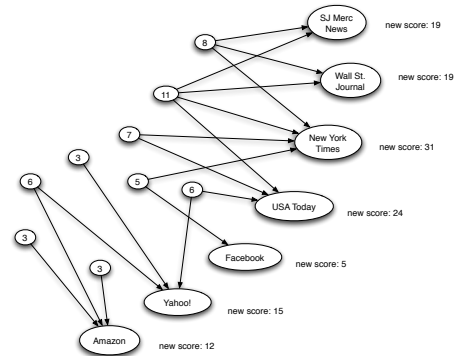 SJ Merc
News
new score: 19
8
Wall St.
Journal
new score: 19
11
New York
Times
new score: 31
7
3
5
6
6
USA Today
new score: 24
3
Facebook
new score: 5
3
Yahoo!
new score: 15
Amazon
new score: 12